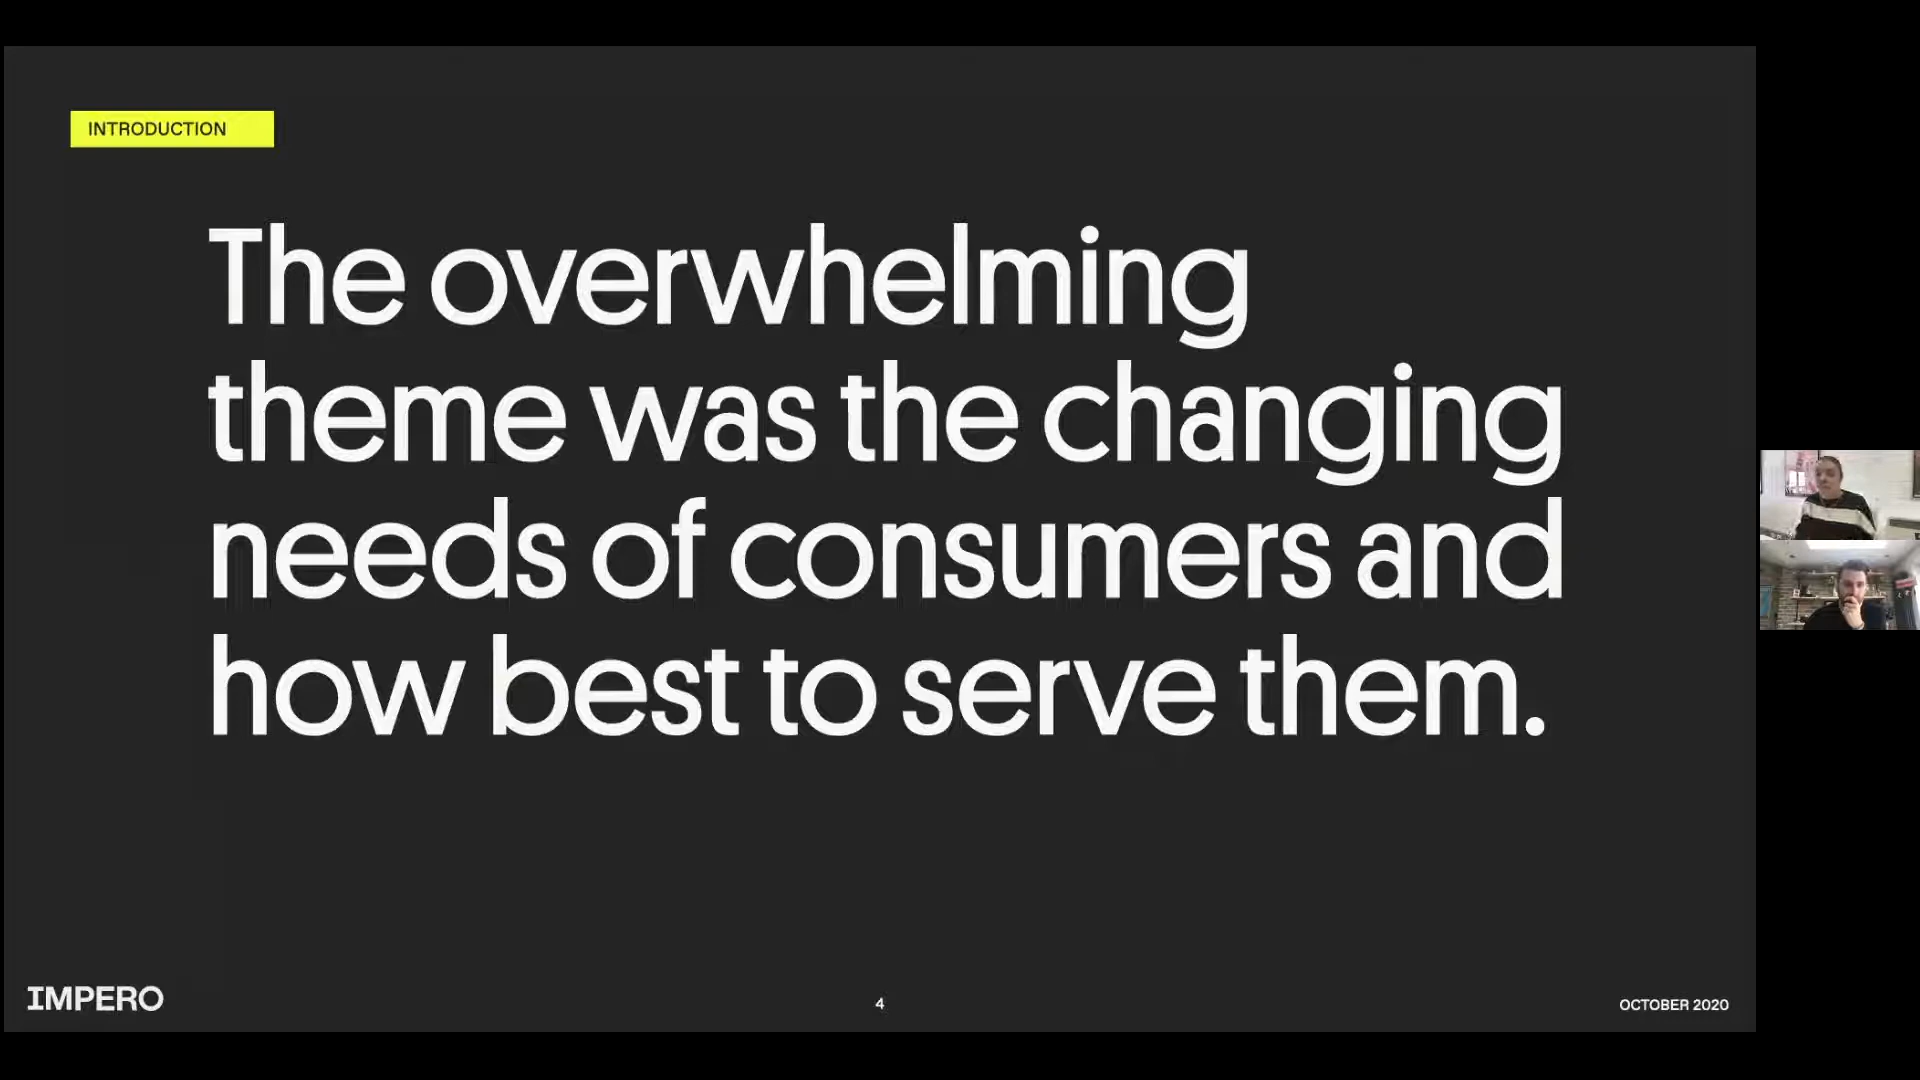 INTRODUCTION
The overwhelming
theme was the changing
needs of consumers and
how best to serve them.
IMPERO
4
OCTOBER 2020